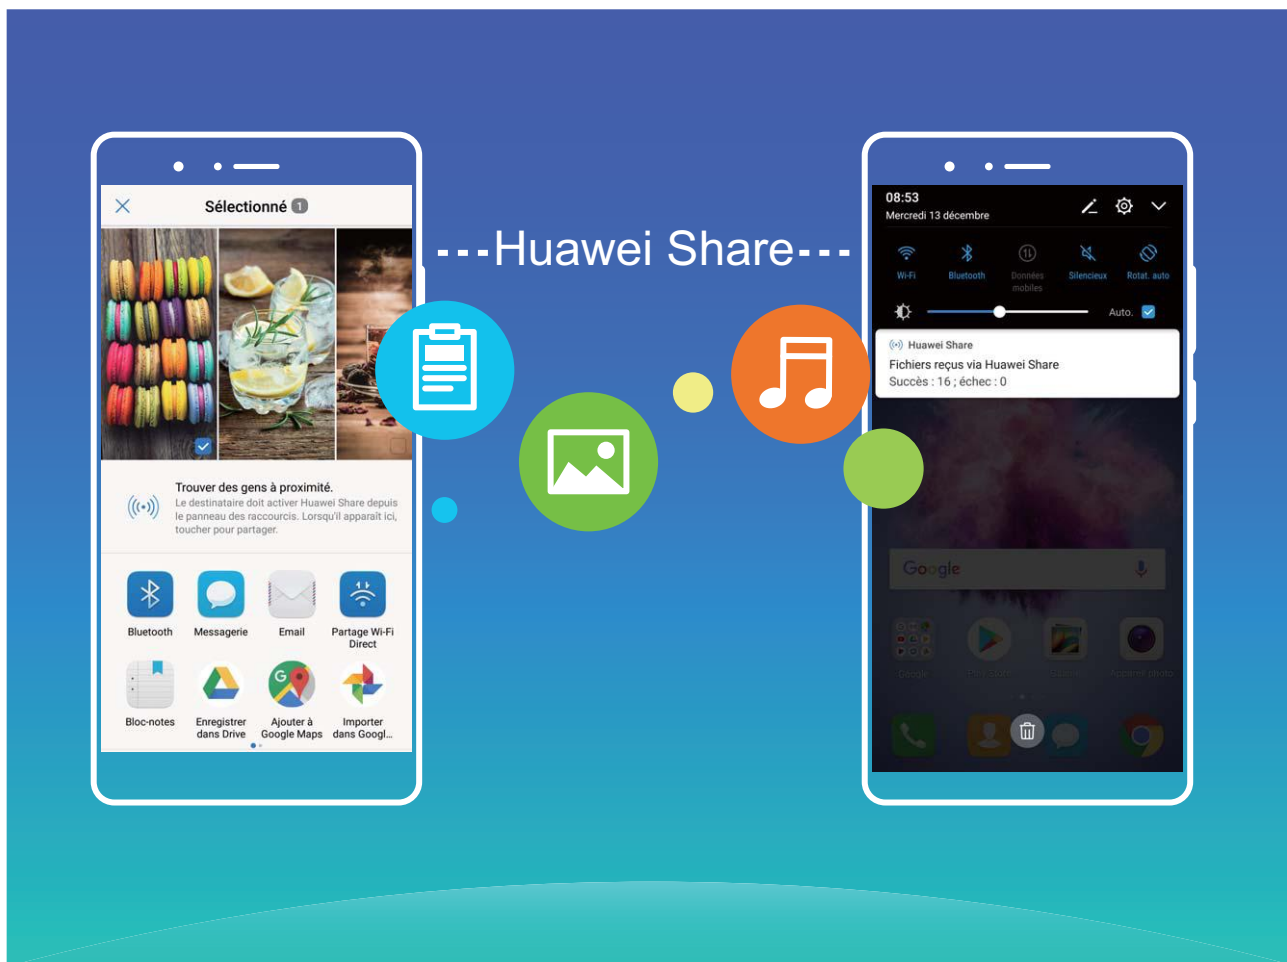 Sélectionné 1
Trouver des gens à proximité.
Le destinataire doit activer Huawei Share depuis
le panneau des raccourcis. Lorsqu'il apparaît ici,
toucher pour partager.
Bluetooth
Messagerie
Email
Partage Wi-Fi
Direct
Bloc-notes
Enregistrer
dans Drive
Ajouter à
Google Maps
Importer
dans Googl...
---Huawei Share---
08:53
Mercredi 13 décembre
Wi-Fi
Bluetooth
Données
mobiles
Silencieux
Rotat. auto
Auto.
Huawei Share
Fichiers reçus via Huawei Share
Succès : 16 ; échec : 0
Google
Google
Appareil photo